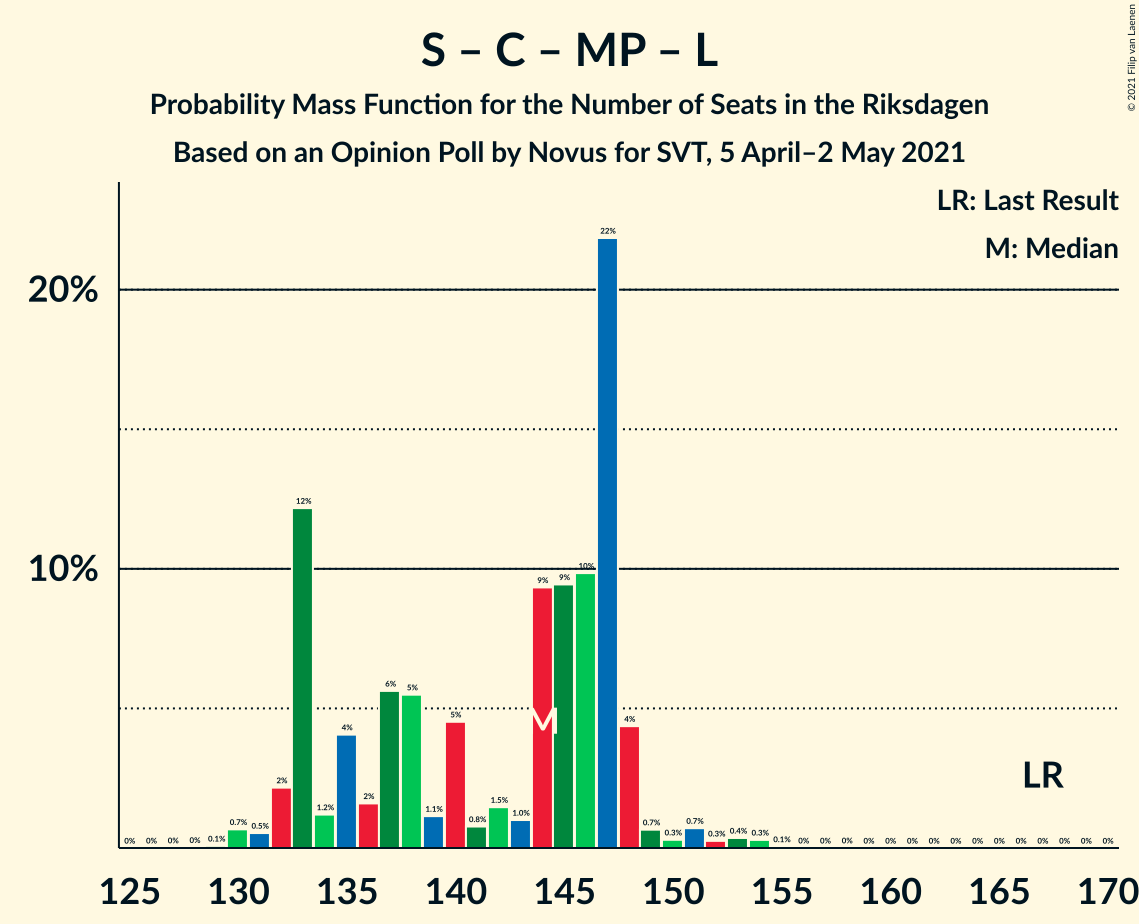 S – C – MP – L
Probability Mass Function for the Number of Seats in the Riksdagen
Based on an Opinion Poll by Novus for SVT, 5 April–2 May 2021
© 2021 Filip van Laenen
LR: Last Result
M: Median
20%
10%
0% 0% 0% 0% 0.1% 0.7% 0.5% 2% 12% 1.2% 4% 2% 6% 5% 1.1% 5% 0.8% 1.5% 1.0% 9% 9% 10% 22% 4% 0.7% 0.3% 0.7% 0.3% 0.4% 0.3% 0.1% 0% 0% 0% 0% 0% 0% 0% 0% 0% 0% 0% 0% 0% 0% 0%
M
LR
125 130 135 140 145 150 155 160 165 170